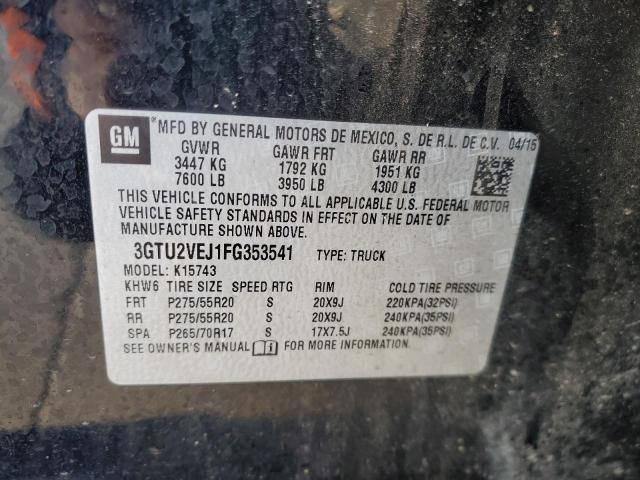 GM
MFD BY GENERAL MOTORS DE MEXICO, S. DE R.L. DE C.V. 04/15
GVWR GAWR FRT GAWR RR
3447 KG 1792 KG 1951 KG
7600 LB 3950 LB 4300 LB
THIS VEHICLE CONFORMS TO ALL APPLICABLE U.S. FEDERAL MOTOR
VEHICLE SAFETY STANDARDS IN EFFECT ON THE DATE OF
MANUFACTURE SHOWN ABOVE.
3GTU2VEJ1FG353541 TYPE: TRUCK
MODEL: K15743
KHW6 TIRE SIZE SPEED RTG RIM COLD TIRE PRESSURE
FRT P275/55R20 S 20X9J 220KPA(32PSI)
RR P275/55R20 S 20X9J 240KPA(35PSI)
SPA P265/70R17 S 17X7.5J 240KPA(35PSI)
SEE OWNER'S MANUAL FOR MORE INFORMATION.